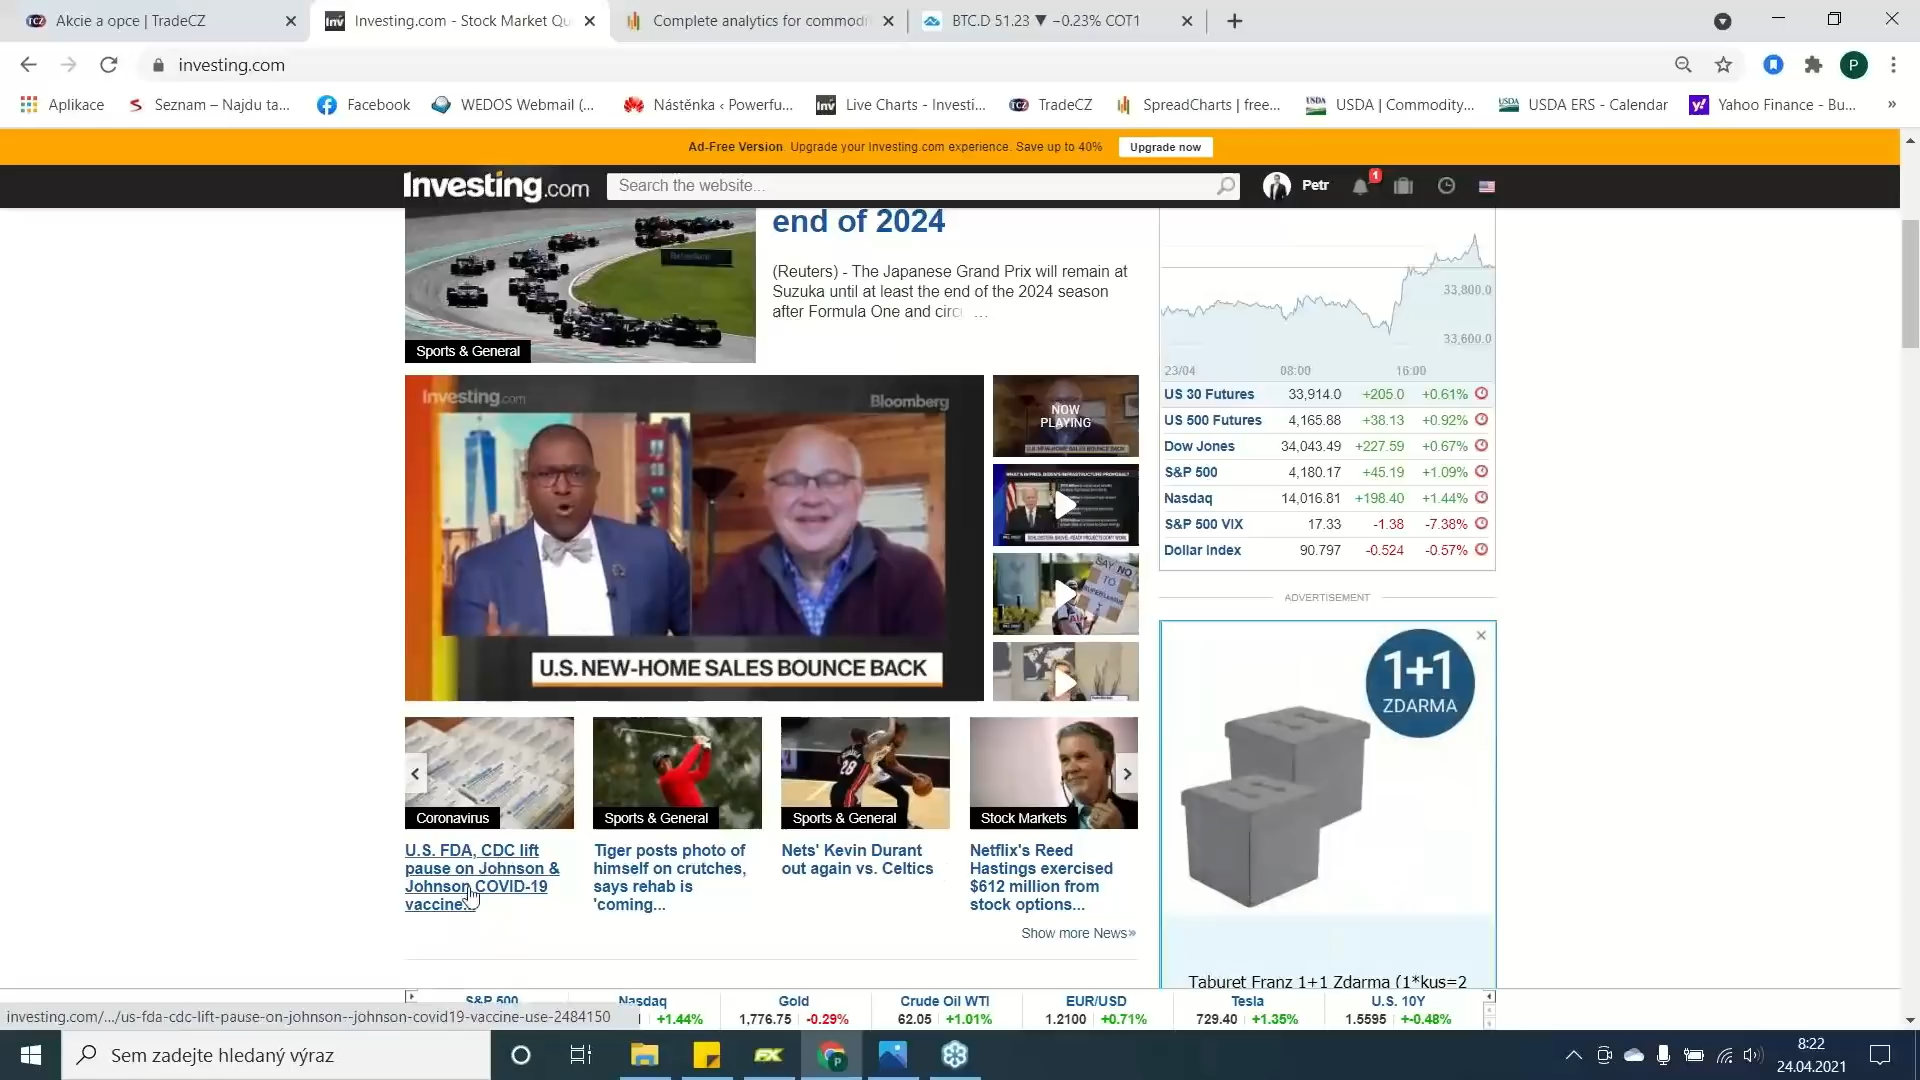 Akcie a opce | TradeCZ
Investing.com - Stock Market Qu
Complete analytics for commodi
BTC.D 51.23 ▼ −0.23% COT1
investing.com
P
Aplikace
Seznam – Najdu ta...
Facebook
WEDOS Webmail (...
Nástěnka ‹ Powerfu...
Live Charts - Investi...
TradeCZ
SpreadCharts | free...
USDA | Commodity...
USDA ERS - Calendar
Yahoo Finance - Bu...
»
Ad-Free Version. Upgrade your Investing.com experience. Save up to 40%
Upgrade now
Investing.com
Search the website...
Petr
1
end of 2024
(Reuters) - The Japanese Grand Prix will remain at
Suzuka until at least the end of the 2024 season
after Formula One and circ ...
Sports & General
33,800.0
33,600.0
23/04 08:00 16:00
US 30 Futures 33,914.0 +205.0 +0.61%
US 500 Futures 4,165.88 +38.13 +0.92%
Dow Jones 34,043.49 +227.59 +0.67%
S&P 500 4,180.17 +45.19 +1.09%
Nasdaq 14,016.81 +198.40 +1.44%
S&P 500 VIX 17.33 -1.38 -7.38%
Dollar Index 90.797 -0.524 -0.57%
Investing.com
Bloomberg
U.S. NEW-HOME SALES BOUNCE BACK
NOW
PLAYING
SAY NO
TO
ADVERTISEMENT
1+1
ZDARMA
Taburet Franz 1+1 Zdarma (1*kus=2
Coronavirus
U.S. FDA, CDC lift
pause on Johnson &
Johnson COVID-19
vaccine...
Sports & General
Tiger posts photo of
himself on crutches,
says rehab is
'coming...
28
Sports & General
Nets' Kevin Durant
out again vs. Celtics
Stock Markets
Netflix's Reed
Hastings exercised
$612 million from
stock options...
Show more News»
S&P 500
Nasdaq
+1.44%
Gold
1,776.75 -0.29%
Crude Oil WTI
62.05 +1.01%
EUR/USD
1.2100 +0.71%
Tesla
729.40 +1.35%
U.S. 10Y
1.5595 +-0.48%
investing.com/.../us-fda-cdc-lift-pause-on-johnson--johnson-covid19-vaccine-use-2484150
Sem zadejte hledaný výraz
FX
8:22
24.04.2021